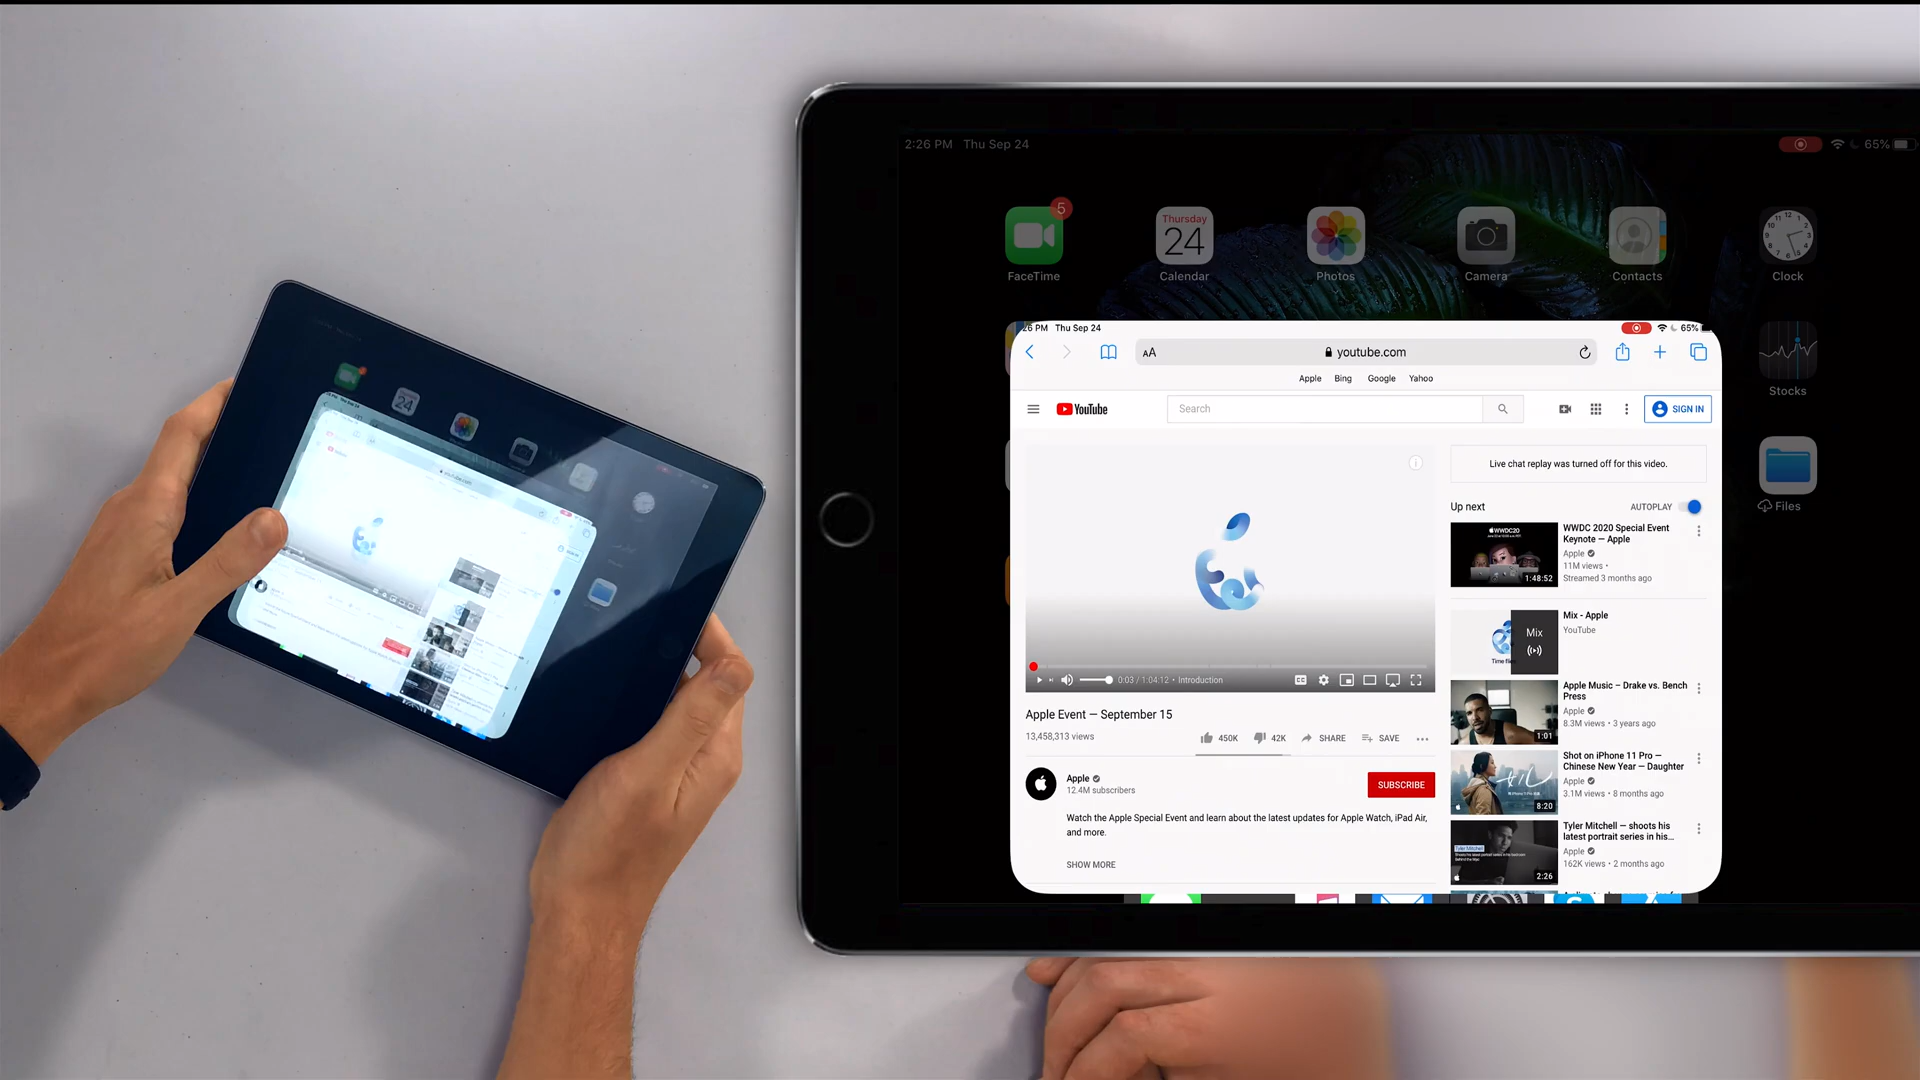 2:26 PM Thu Sep 24
65%
5
FaceTime
Thursday
24
Calendar
Photos
Camera
Contacts
Clock
Stocks
Files
26 PM Thu Sep 24
65%
AA
youtube.com
Apple Bing Google Yahoo
YouTube
Search
SIGN IN
Live chat replay was turned off for this video.
Up next
AUTOPLAY
WWDC20
1:48:52
WWDC 2020 Special Event
Keynote — Apple
Apple
11M views •
Streamed 3 months ago
Mix
Mix - Apple
YouTube
1:01
Apple Music – Drake vs. Bench
Press
Apple
8.3M views • 3 years ago
8:20
Shot on iPhone 11 Pro —
Chinese New Year — Daughter
Apple
3.1M views • 8 months ago
Tyler Mitchell
2:26
Tyler Mitchell — shoots his
latest portrait series in his...
Apple
162K views • 2 months ago
0:03 / 1:04:12 • Introduction
CC
Apple Event — September 15
13,458,313 views
450K 42K SHARE SAVE
Apple
12.4M subscribers
SUBSCRIBE
Watch the Apple Special Event and learn about the latest updates for Apple Watch, iPad Air,
and more.
SHOW MORE
24